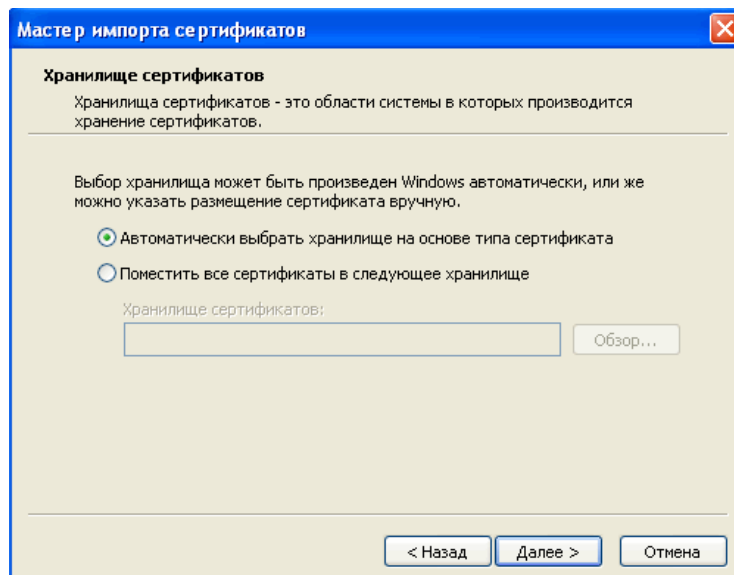 Мастер импорта сертификатов
Хранилище сертификатов
Хранилища сертификатов - это области системы в которых производится
хранение сертификатов.
Выбор хранилища может быть произведен Windows автоматически, или же
можно указать размещение сертификата вручную.
Автоматически выбрать хранилище на основе типа сертификата
Поместить все сертификаты в следующее хранилище
Хранилище сертификатов:
Обзор...
< Назад Далее > Отмена